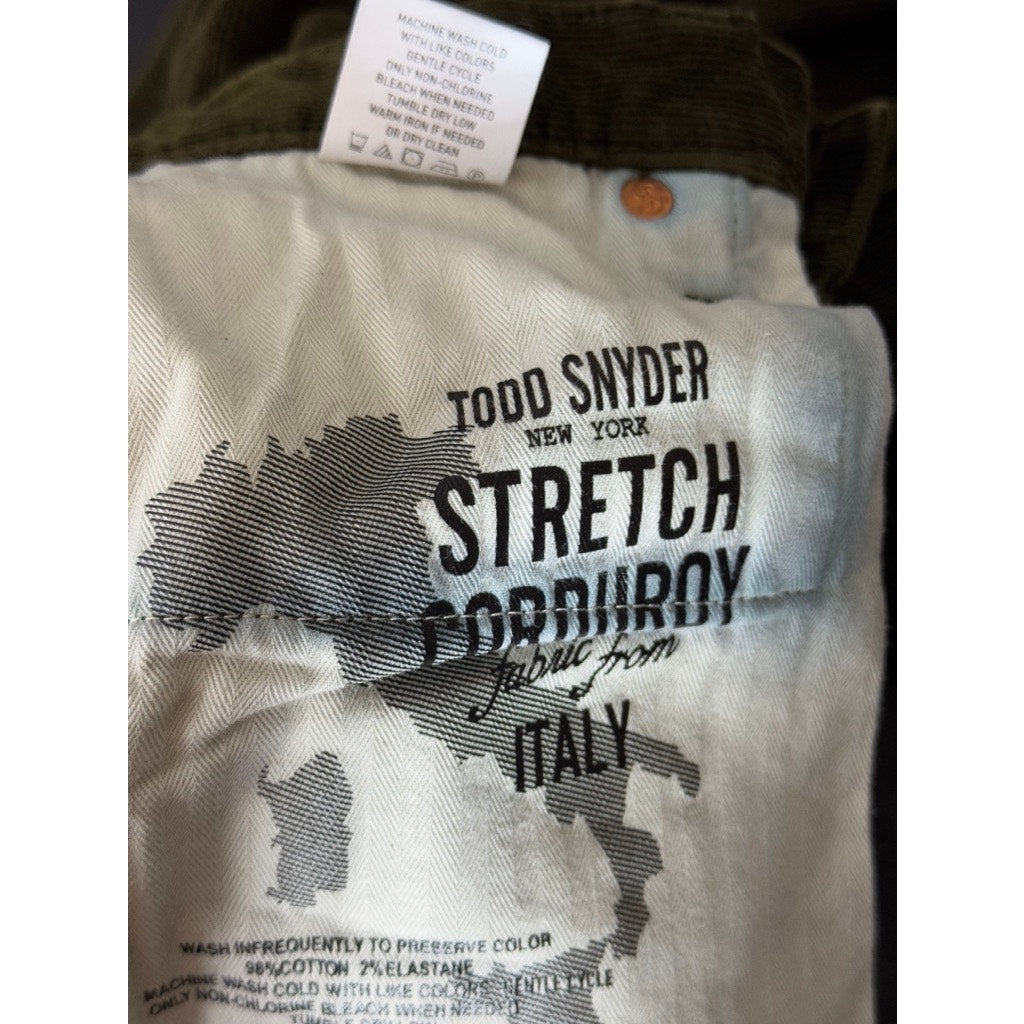 MACHINE WASH COLD
WITH LIKE COLORS
GENTLE CYCLE
ONLY NON-CHLORINE
BLEACH WHEN NEEDED
TUMBLE DRY LOW
WARM IRON IF NEEDED
OR DRY CLEAN
TODD SNYDER
NEW YORK
STRETCH
CORDUROY
fabric from
ITALY
WASH INFREQUENTLY TO PRESERVE COLOR
98% COTTON 2% ELASTANE
MACHINE WASH COLD WITH LIKE COLORS, GENTLE CYCLE
ONLY NON-CHLORINE BLEACH WHEN NEEDED
TUMBLE